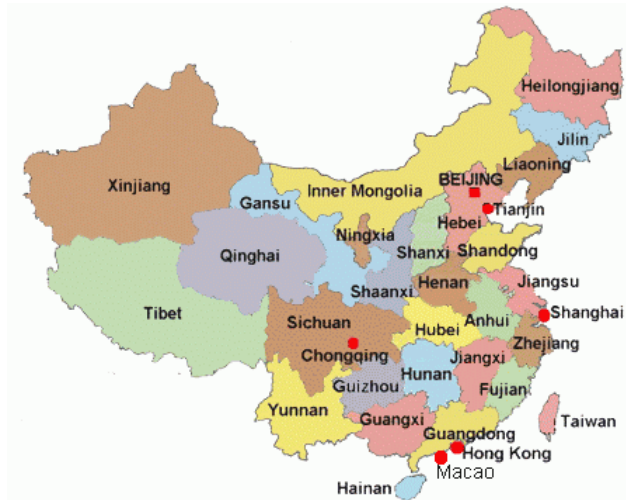 Heilongjiang
Jilin
Liaoning
BEIJING
Xinjiang
Inner Mongolia
Gansu
Tianjin
Hebei
Ningxia
Shandong
Shanxi
Qinghai
Henan
Jiangsu
Shaanxi
Tibet
Shanghai
Anhui
Sichuan
Hubei
Zhejiang
Chongqing
Jiangxi
Hunan
Guizhou
Fujian
Yunnan
Guangxi
Taiwan
Guangdong
Hong Kong
Macao
Hainan